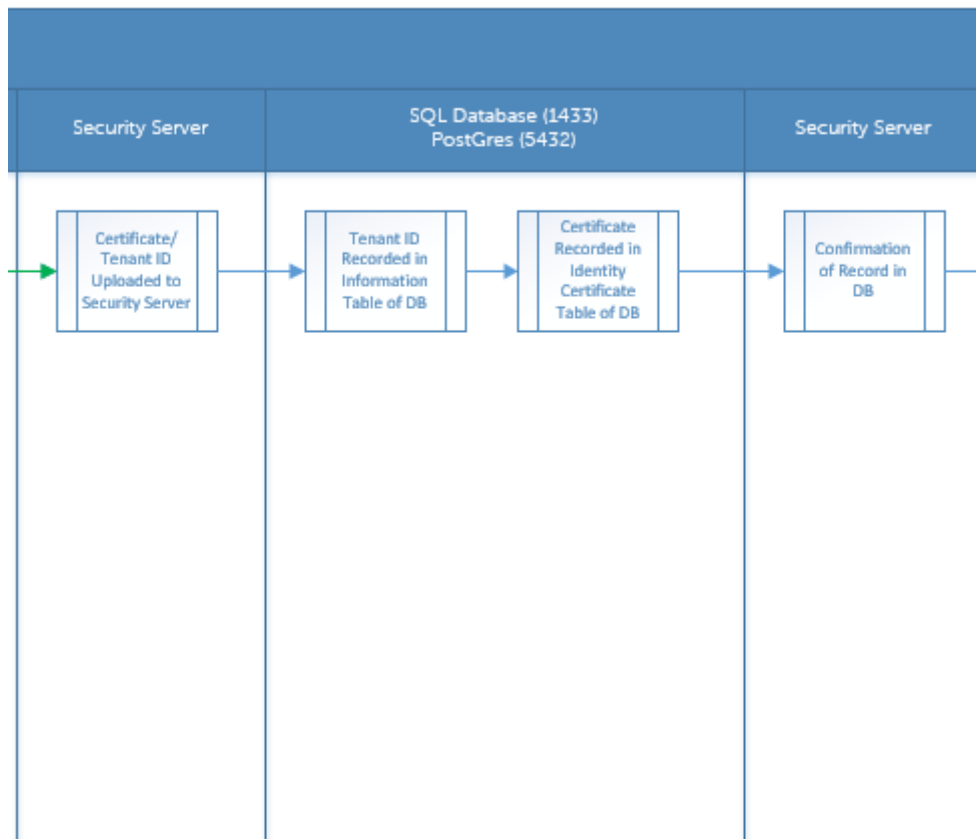 Security Server
SQL Database (1433)
PostGres (5432)
Security Server
Certificate/
Tenant ID
Uploaded to
Security Server
Tenant ID
Recorded in
Information
Table of DB
Certificate
Recorded in
Identity
Certificate
Table of DB
Confirmation
of Record in
DB